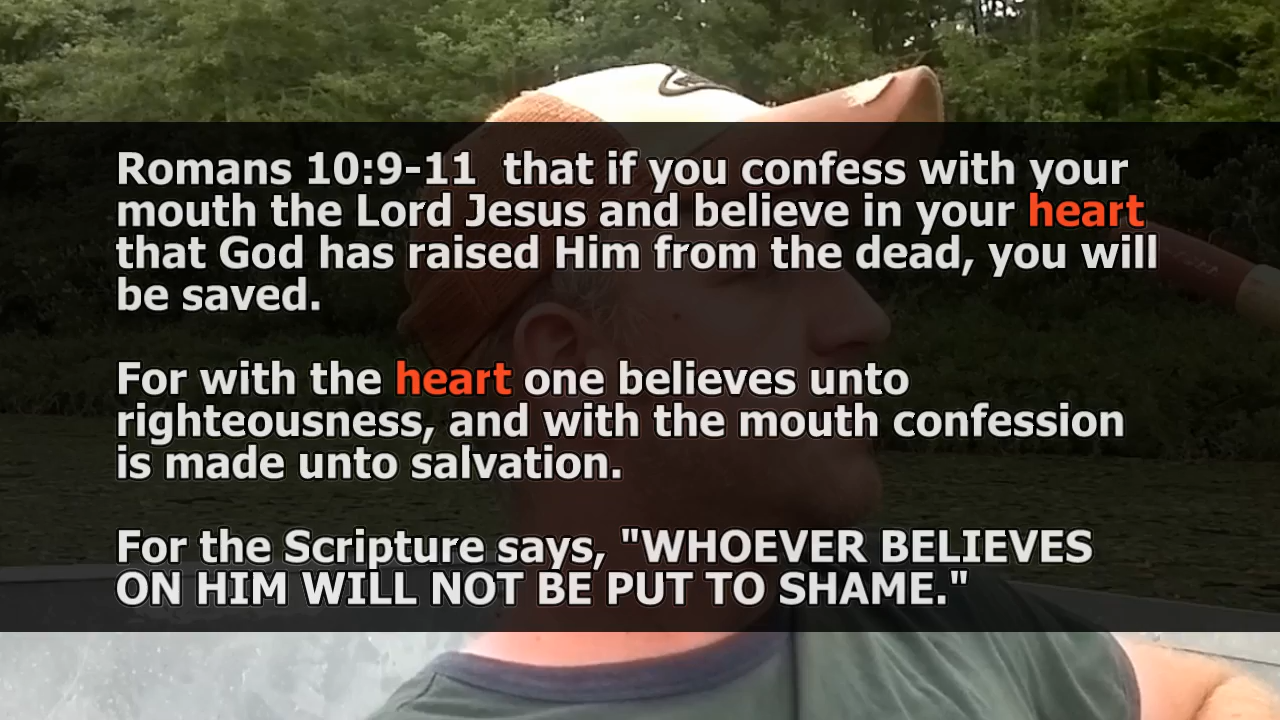 Romans 10:9-11  that if you confess with your
mouth the Lord Jesus and believe in your heart
that God has raised Him from the dead, you will
be saved.
For with the heart one believes unto
righteousness, and with the mouth confession
is made unto salvation.
For the Scripture says, "WHOEVER BELIEVES
ON HIM WILL NOT BE PUT TO SHAME."